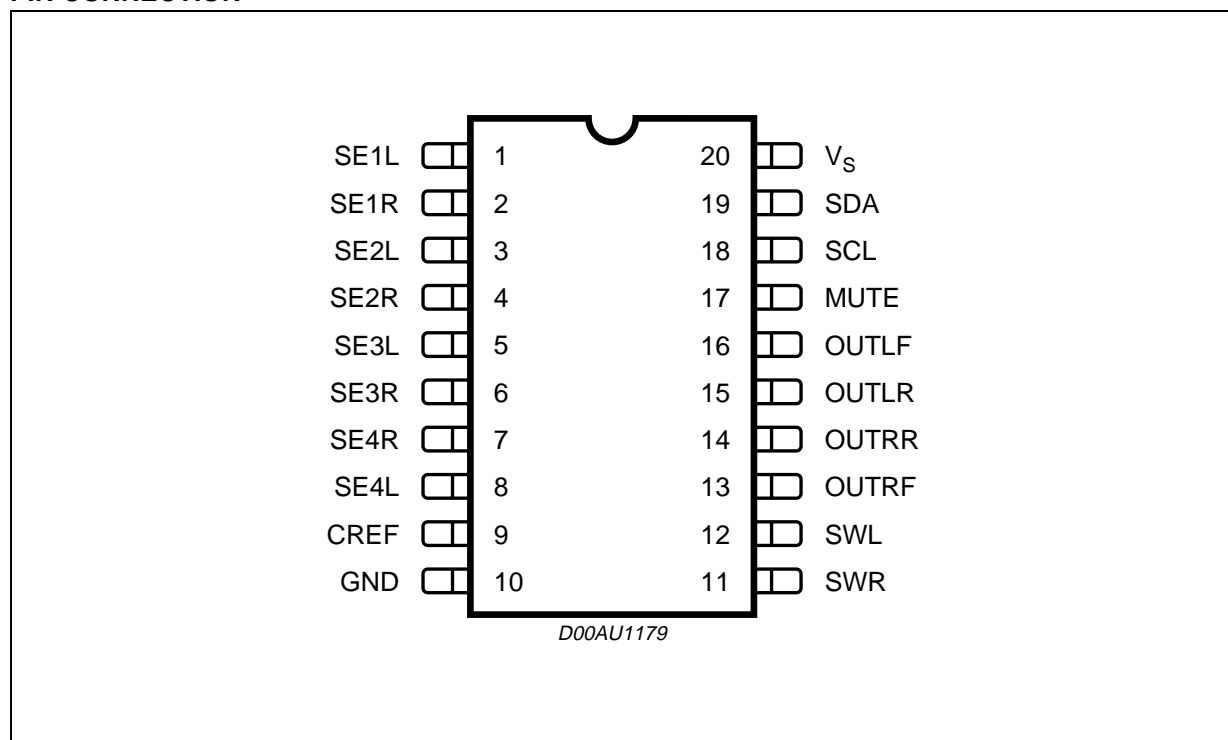 SE1L 1 20 VS
SE1R 2 19 SDA
SE2L 3 18 SCL
SE2R 4 17 MUTE
SE3L 5 16 OUTLF
SE3R 6 15 OUTLR
SE4R 7 14 OUTRR
SE4L 8 13 OUTRF
CREF 9 12 SWL
GND 10 11 SWR
D00AU1179